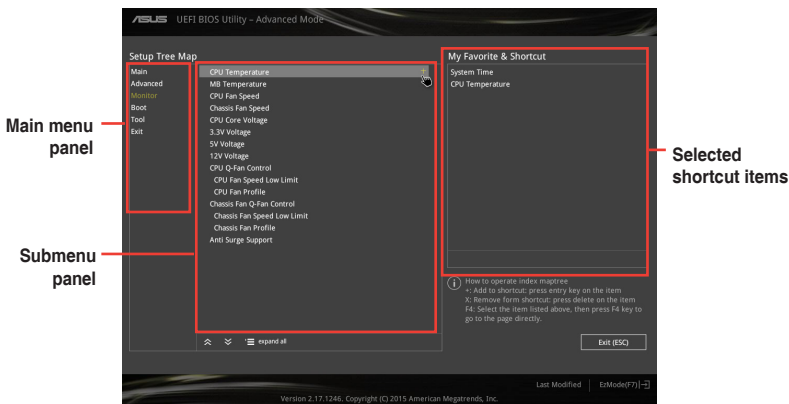 ASUS UEFI BIOS Utility – Advanced Mode
Setup Tree Map
Main
Advanced
Monitor
Boot
Tool
Exit
CPU Temperature +
MB Temperature
CPU Fan Speed
Chassis Fan Speed
CPU Core Voltage
3.3V Voltage
5V Voltage
12V Voltage
CPU Q-Fan Control
CPU Fan Speed Low Limit
CPU Fan Profile
Chassis Fan Q-Fan Control
Chassis Fan Speed Low Limit
Chassis Fan Profile
Anti Surge Support
expand all
My Favorite & Shortcut
System Time
CPU Temperature
i How to operate index maptree
+: Add to shortcut: press entry key on the item
X: Remove form shortcut: press delete on the item
F4: Select the item listed above, then press F4 key to
go to the page directly.
Exit (ESC)
Last Modified
EzMode(F7)
Version 2.17.1246. Copyright (C) 2015 American Megatrends, Inc.
Main menu
panel
Submenu
panel
Selected
shortcut items